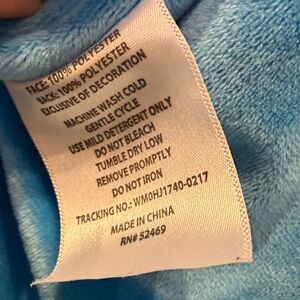 FACE: 100% POLYESTER
BACK: 100% POLYESTER
EXCLUSIVE OF DECORATION
MACHINE WASH COLD
GENTLE CYCLE
USE MILD DETERGENT ONLY
DO NOT BLEACH
TUMBLE DRY LOW
REMOVE PROMPTLY
DO NOT IRON
TRACKING NO.: WM0HJ1740-0217
MADE IN CHINA
RN# 52469